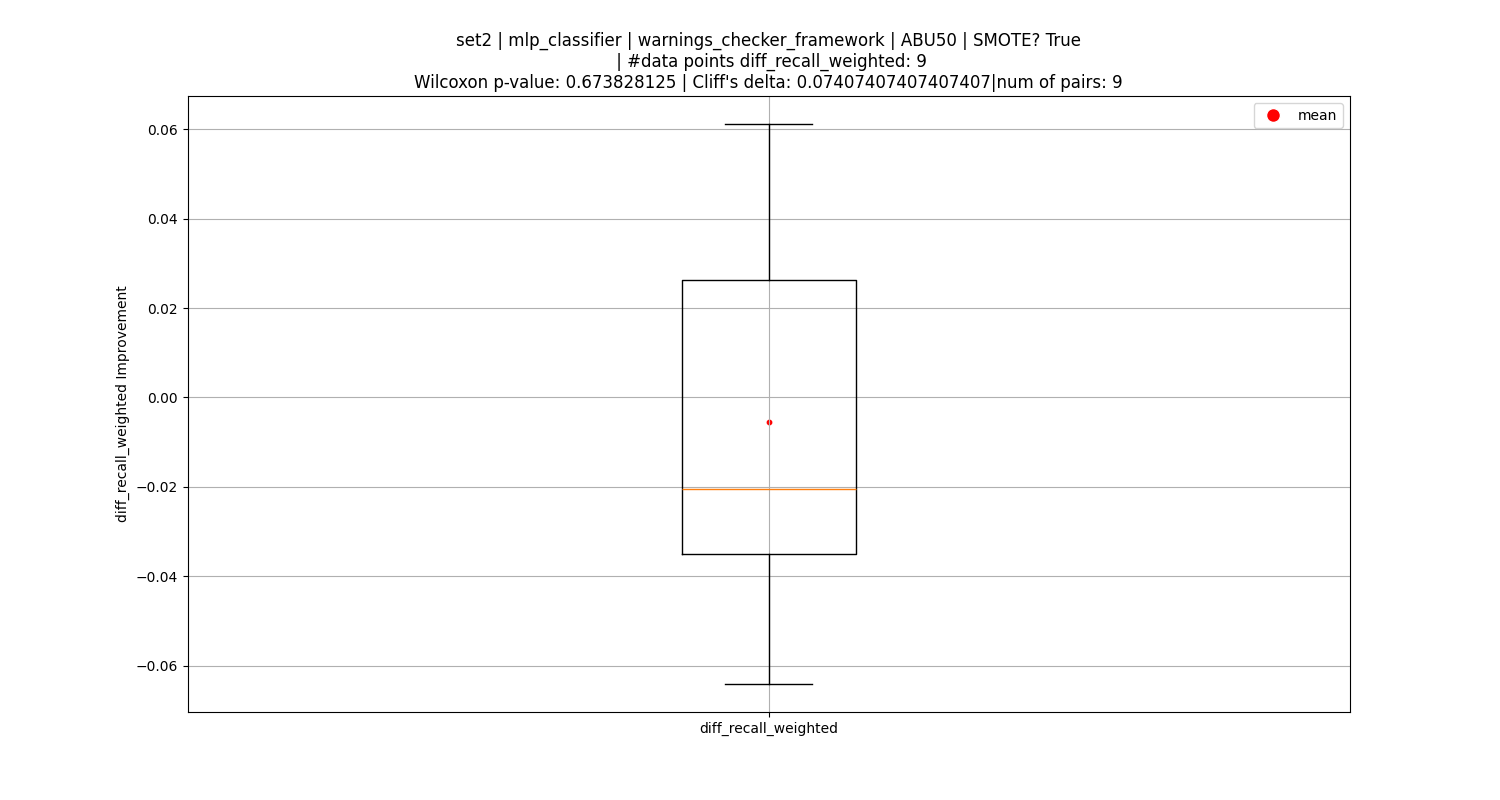 set2 | mlp_classifier | warnings_checker_framework | ABU50 | SMOTE? True
| #data points diff_recall_weighted: 9
Wilcoxon p-value: 0.673828125 | Cliff's delta: 0.07407407407407407|num of pairs: 9
mean
0.06
0.04
0.02
0.00
−0.02
−0.04
−0.06
diff_recall_weighted Improvement
diff_recall_weighted